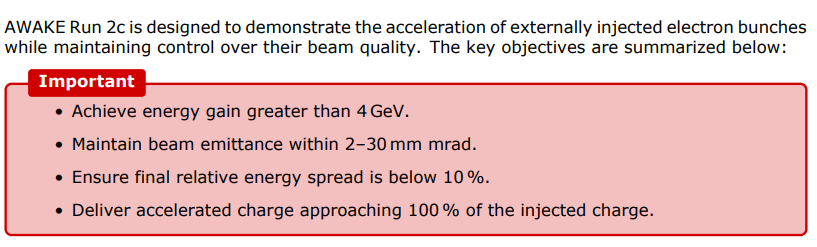 AWAKE Run 2c is designed to demonstrate the acceleration of externally injected electron bunches
while maintaining control over their beam quality. The key objectives are summarized below:
Important
• Achieve energy gain greater than 4 GeV.
• Maintain beam emittance within 2–30 mm mrad.
• Ensure final relative energy spread is below 10 %.
• Deliver accelerated charge approaching 100 % of the injected charge.